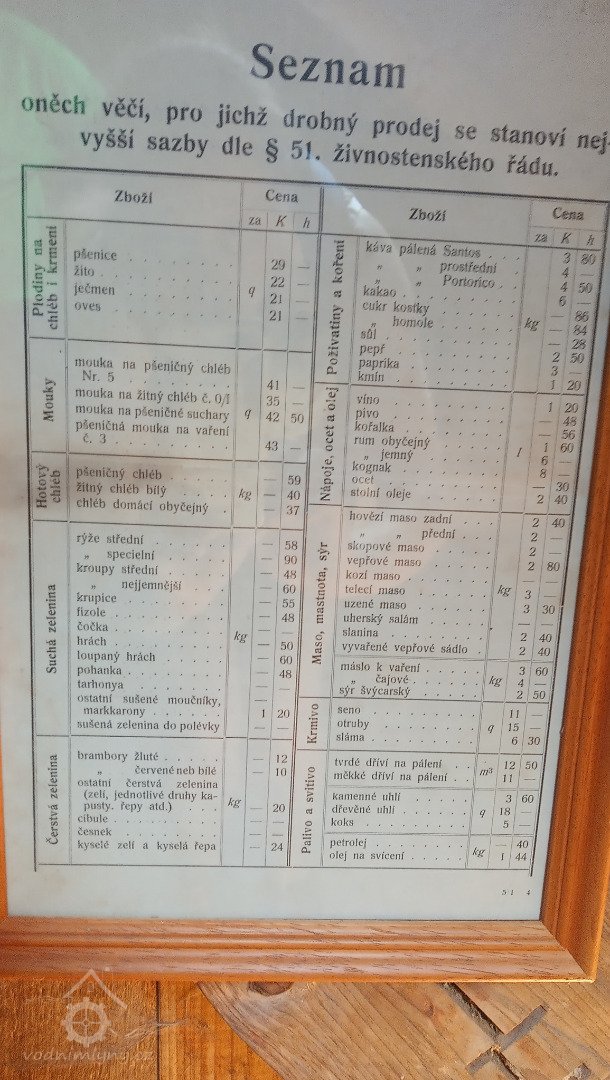 Seznam
oněch věčí, pro jichž drobný prodej se stanoví nej-
vyšší sazby dle § 51. živnostenského řádu.
Zboží Cena
za K h
Plodiny na chléb i krmení
pšenice . . . 29 —
žito . . . 22 —
ječmen . . . q 21 —
oves . . . 21 —
Mouky
mouka na pšeničný chléb
Nr. 5 . . . 41 —
mouka na žitný chléb č. 0/I 35 —
mouka na pšeničné suchary q 42 50
pšeničná mouka na vaření
č. 3 . . . 43 —
Hotový chléb
pšeničný chléb . . . — 59
žitný chléb bílý . . . kg — 40
chléb domácí obyčejný . — 37
Suchá zelenina
rýže střední . . . — 58
„ specielní . . . — 90
kroupy střední . . . — 48
„ nejjemnější . . . — 60
krupice . . . — 55
fizole . . . — 48
čočka . . . kg — —
hrách . . . — 50
loupaný hrách . . . — 60
pohanka . . . — 48
tarhonya . . . — —
ostatní sušené moučníky,
markkarony . . . 1 20
sušená zelenina do polévky — —
Čerstvá zelenina
brambory žluté . . . — 12
„ červené neb bílé — 10
ostatní čerstvá zelenina
(zelí, jednotlivé druhy ka-
pusty. řepy atd.) . . . kg — 20
cibule . . . — —
česnek . . . — —
kyselé zelí a kyselá řepa — 24
Zboží Cena
za K h
Poživatiny a koření
káva pálená Santos . . 3 80
„ „ prostřední 4 —
„ „ Portorico . 4 50
kakao . . . 6 —
cukr kostky . . . — 86
„ homole . . . kg — 84
sůl . . . — 28
pepř . . . 2 50
paprika . . . 3 —
kmín . . . 1 20
Nápoje, ocet a olej
víno . . . 1 20
pivo . . . — 48
kořalka . . . — 56
rum obyčejný . . . l 1 60
„ jemný . . . 6 —
kognak . . . 8 —
ocet . . . — 30
stolní oleje . . . 2 40
Maso, mastnota, sýr
hovězí maso zadní . . . 2 40
„ „ přední . . 2 —
skopové maso . . . 2 —
vepřové maso . . . 2 80
kozí maso . . . — —
telecí maso . . . kg 3 —
uzené maso . . . 3 30
uherský salám . . . — —
slanina . . . 2 40
vyvařené vepřové sádlo . . 2 40
máslo k vaření . . . 3 60
„ čajové . . . kg 4 —
sýr švýcarský . . . 2 50
Krmivo
seno . . . 11 —
otruby . . . q 15 —
sláma . . . 6 30
Palivo a svitivo
tvrdé dříví na pálení . . m³ 12 50
měkké dříví na pálení . . 11 —
kamenné uhlí . . . 3 60
dřevěné uhlí . . . q 18 —
koks . . . 5 —
petrolej . . . kg — 40
olej na svícení . . . 1 44
51 4
vodnimlyny.cz